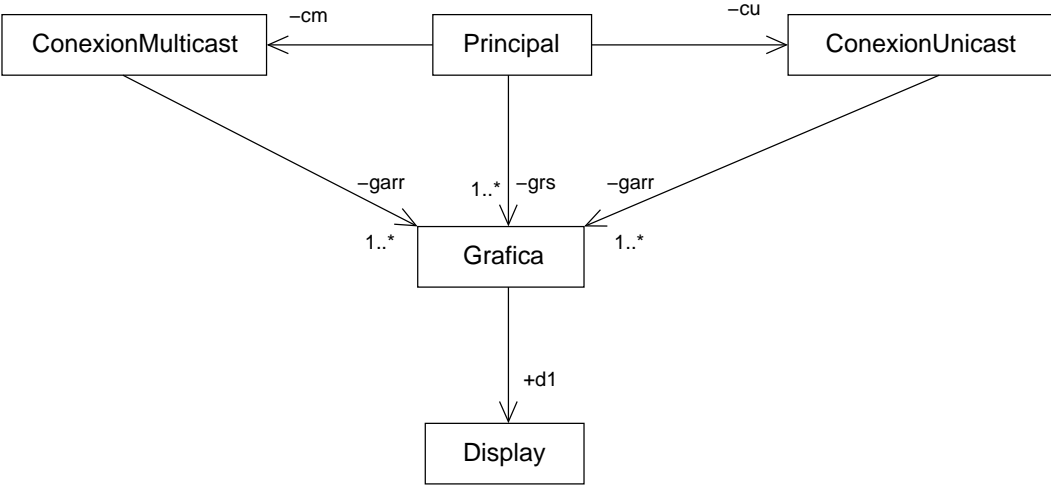 −cm
−cu
ConexionMulticast
Principal
ConexionUnicast
−garr
1..*
−grs
−garr
1..*
1..*
Grafica
+d1
Display